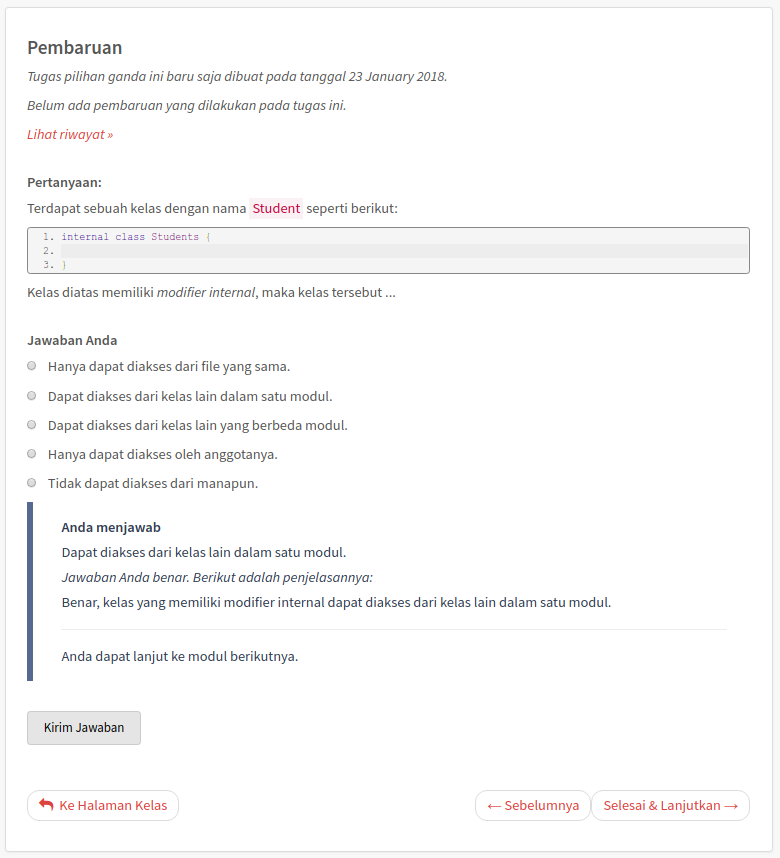 Pembaruan
Tugas pilihan ganda ini baru saja dibuat pada tanggal 23 January 2018.
Belum ada pembaruan yang dilakukan pada tugas ini.
Lihat riwayat »
Pertanyaan:
Terdapat sebuah kelas dengan nama Student seperti berikut:
1. internal class Students {
2.
3. }
Kelas diatas memiliki modifier internal, maka kelas tersebut ...
Jawaban Anda
Hanya dapat diakses dari file yang sama.
Dapat diakses dari kelas lain dalam satu modul.
Dapat diakses dari kelas lain yang berbeda modul.
Hanya dapat diakses oleh anggotanya.
Tidak dapat diakses dari manapun.
Anda menjawab
Dapat diakses dari kelas lain dalam satu modul.
Jawaban Anda benar. Berikut adalah penjelasannya:
Benar, kelas yang memiliki modifier internal dapat diakses dari kelas lain dalam satu modul.
Anda dapat lanjut ke modul berikutnya.
Kirim Jawaban
Ke Halaman Kelas
← Sebelumnya
Selesai & Lanjutkan →